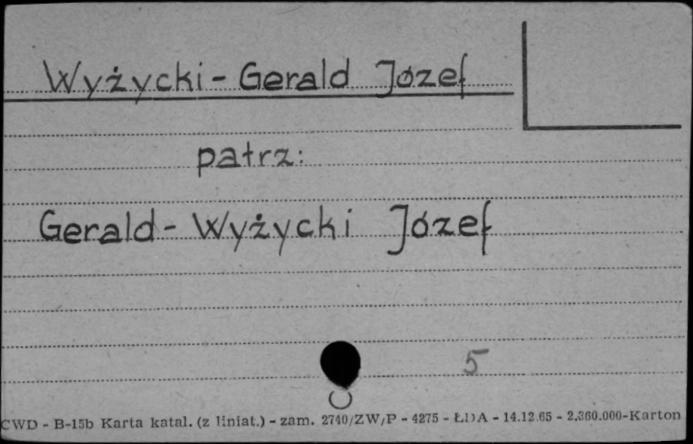 Wyżycki - Gerald Józef
patrz:
Gerald - Wyżycki Józef
5
CWD - B-15b Karta katal. (z liniat.) - zam. 2740/ZW/P - 4275 - ŁDA - 14.12.65 - 2.360.000-Karton